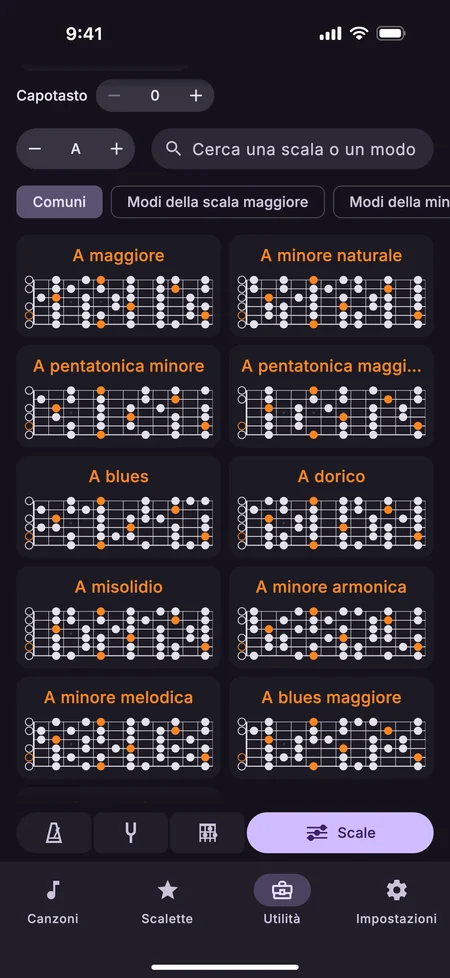 9:41
Capotasto
0
A
Cerca una scala o un modo
Comuni
Modi della scala maggiore
Modi della min
A maggiore
A minore naturale
A pentatonica minore
A pentatonica maggi...
A blues
A dorico
A misolidio
A minore armonica
A minore melodica
A blues maggiore
Scale
Canzoni
Scalette
Utilità
Impostazioni